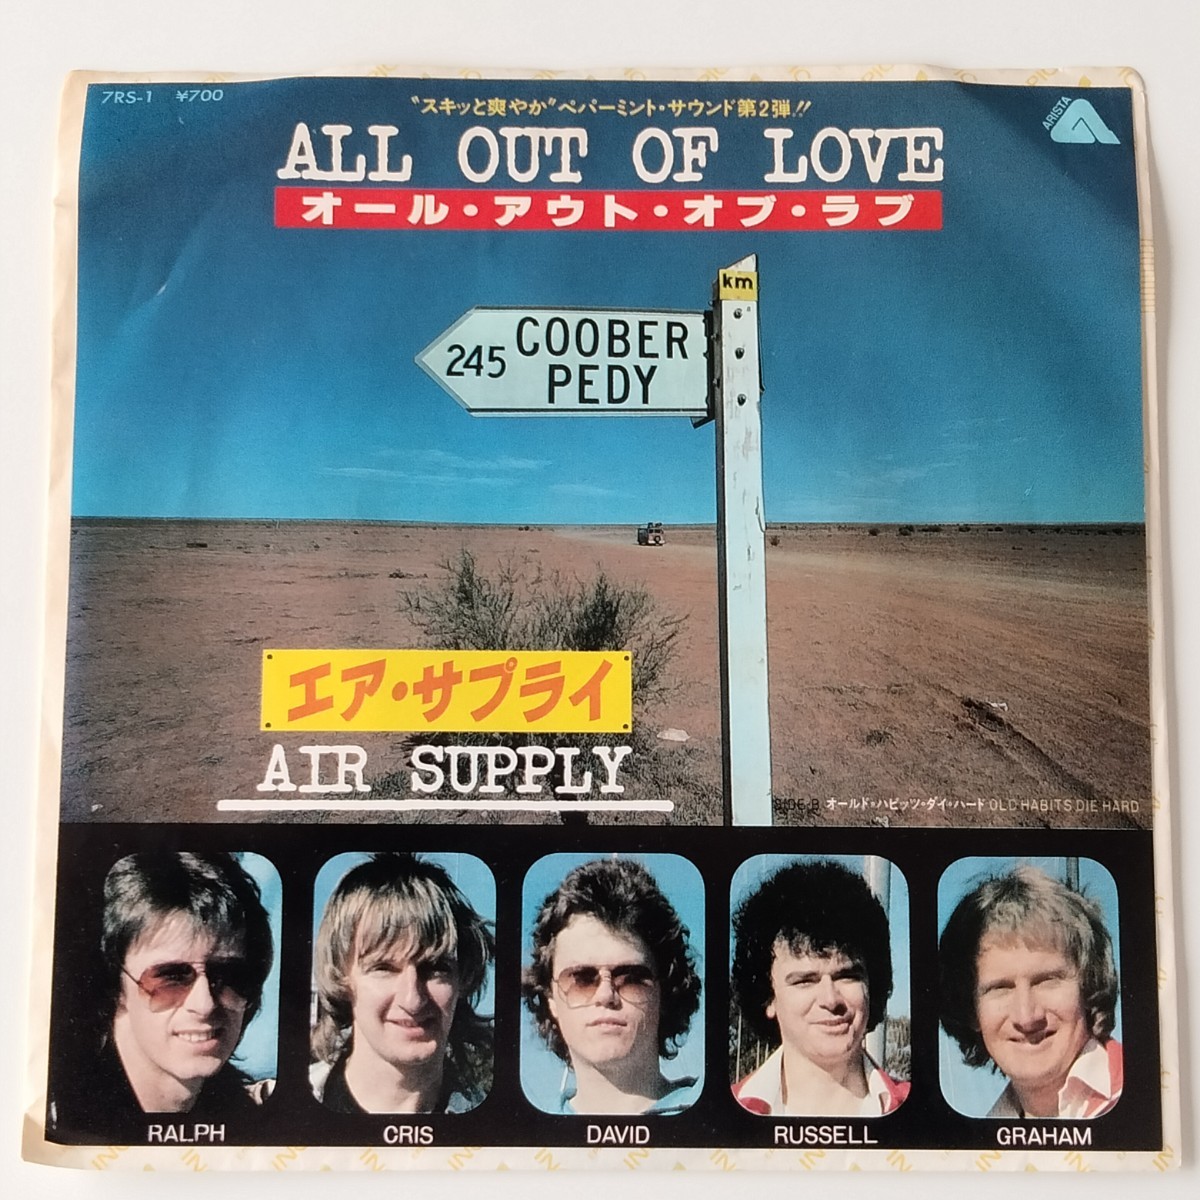 7RS-1 ¥700
“スキッと爽やか”ペパーミント・サウンド第2弾!!
ARISTA
ALL OUT OF LOVE
オール・アウト・オブ・ラブ
km
245 COOBER
PEDY
エア・サプライ
AIR SUPPLY
SIDE B オールド・ハビッツ・ダイ・ハード OLD HABITS DIE HARD
RALPH CRIS DAVID RUSSELL GRAHAM